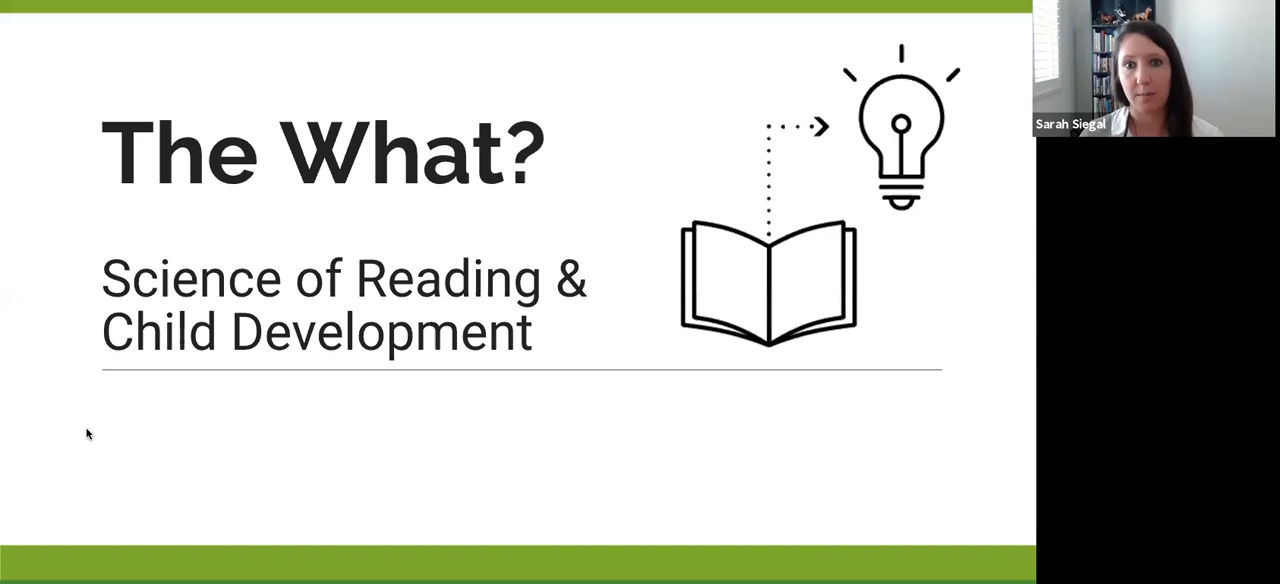 The What?
Science of Reading &
Child Development
Sarah Siegal